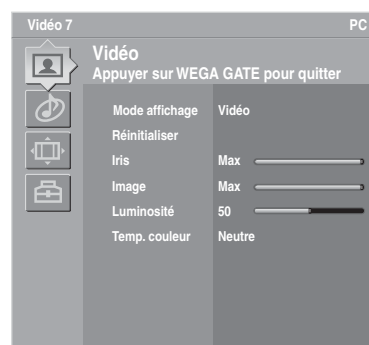 Vidéo 7 PC
Vidéo
Appuyer sur WEGA GATE pour quitter
Mode affichage Vidéo
Réinitialiser
Iris Max
Image Max
Luminosité 50
Temp. couleur Neutre